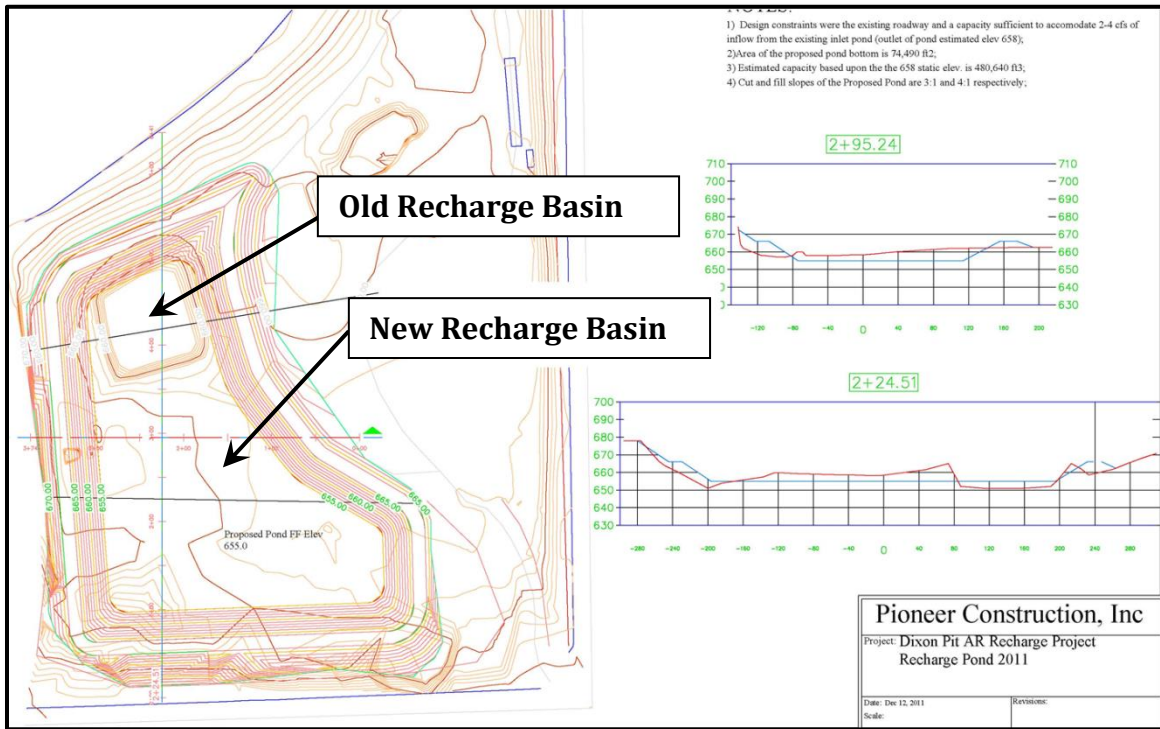 NOTES:
1) Design constraints were the existing roadway and a capacity sufficient to accomodate 2-4 cfs of
inflow from the existing inlet pond (outlet of pond estimated elev 658);
2)Area of the proposed pond bottom is 74,490 ft2;
3) Estimated capacity based upon the the 658 static elev. is 480,640 ft3;
4) Cut and fill slopes of the Proposed Pond are 3:1 and 4:1 respectively;
Old Recharge Basin
New Recharge Basin
2+95.24
710 710
700 700
690 690
680 680
670 670
660 660
650 650
640
630
-120 -80 -40 0 40 80 120 160 200
2+24.51
700
690
680
670
660
650
640
630
-280 -240 -200 -160 -120 -80 -40 0 40 80 120 160 200 240 280
670.00 665.00 660.00 655.00
655.00 660.00 665.00 665.00
Proposed Pond FF Elev
655.0
Pioneer Construction, Inc
Project: Dixon Pit AR Recharge Project
Recharge Pond 2011
Date: Dec 12, 2011 Revisions:
Scale: